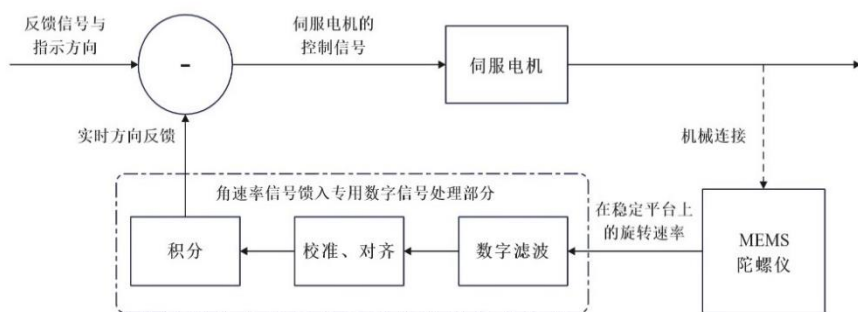 反馈信号与
指示方向
-
伺服电机的
控制信号
伺服电机
实时方向反馈
机械连接
角速率信号馈入专用数字信号处理部分
积分
校准、对齐
数字滤波
在稳定平台上
的旋转速率
MEMS
陀螺仪